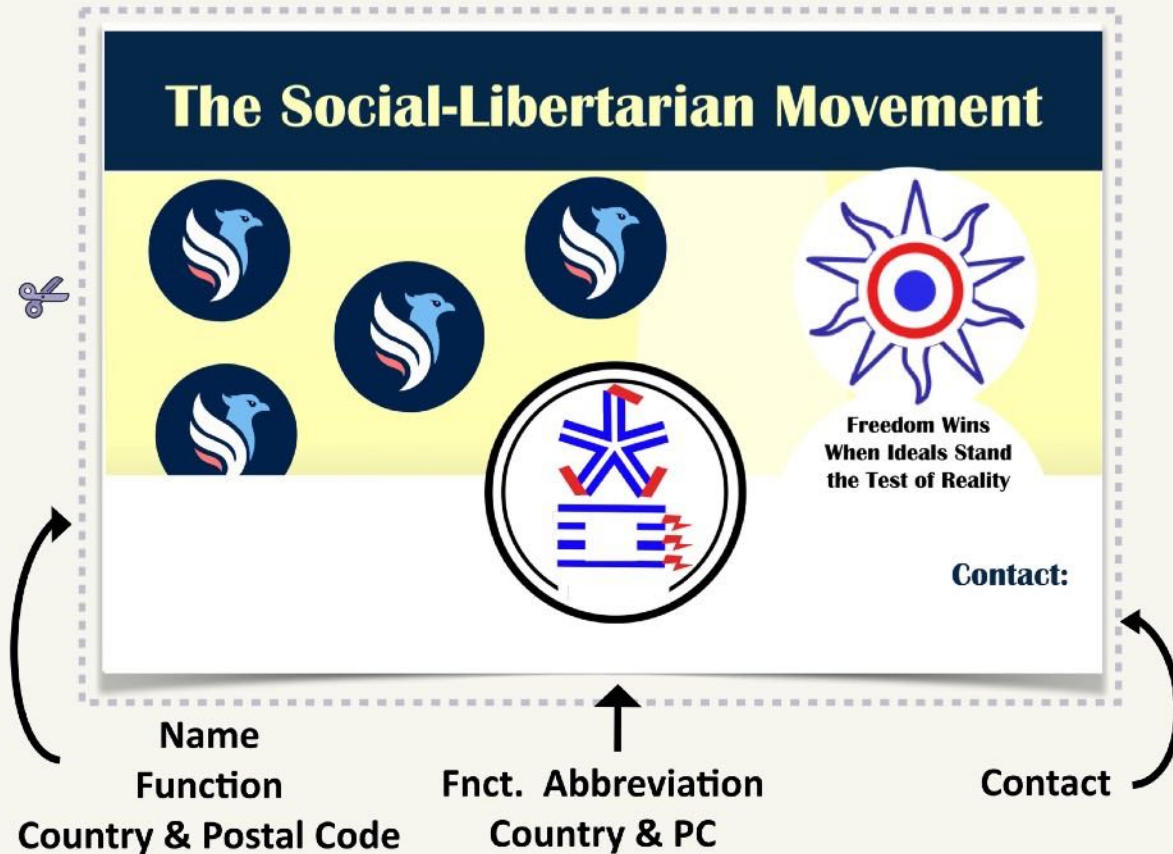 The Social-Libertarian Movement
Freedom Wins
When Ideals Stand
the Test of Reality
Contact:
Name
Function
Country & Postal Code
Fnct. Abbreviation
Country & PC
Contact